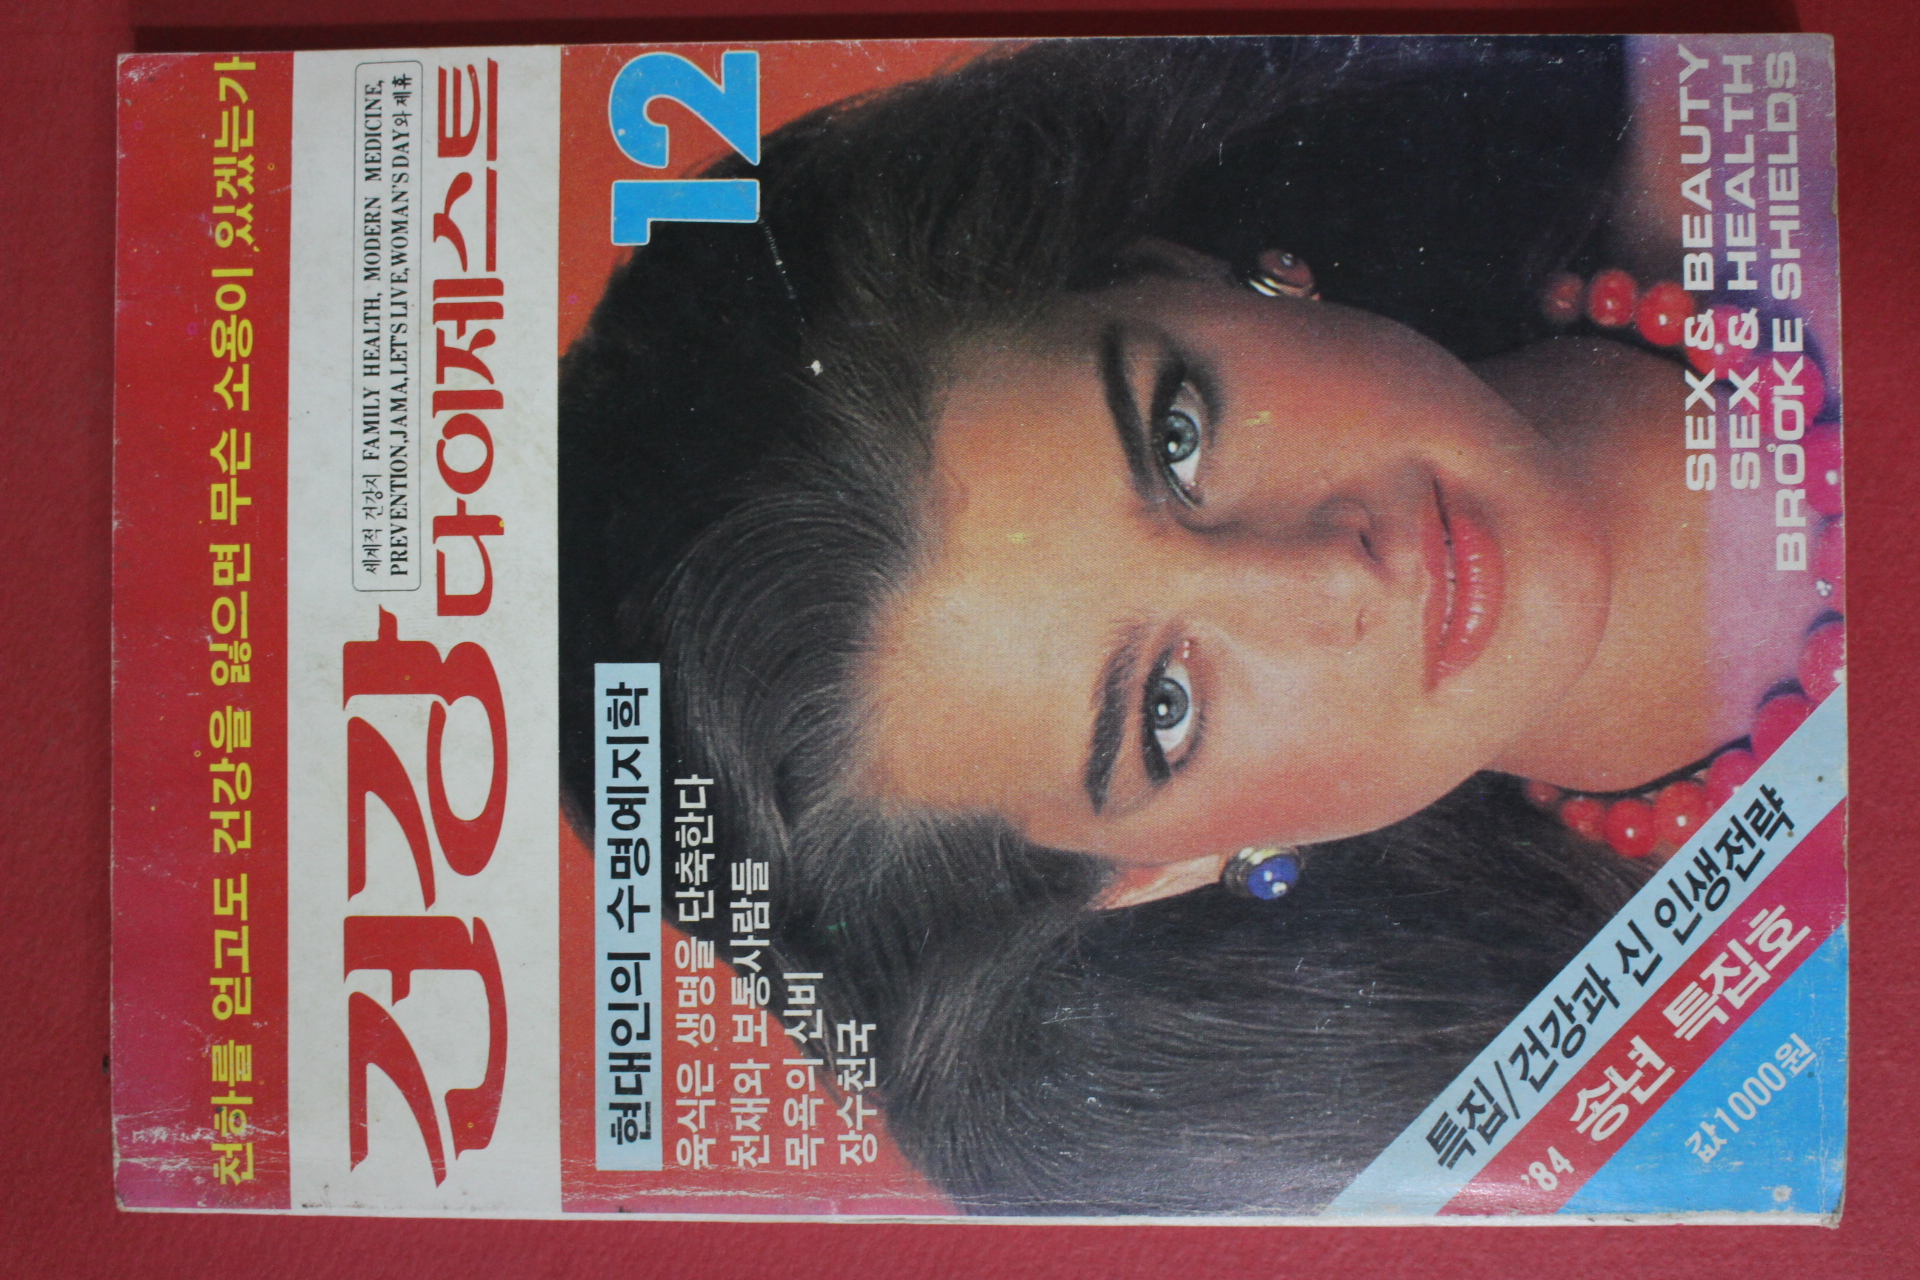 천하를 얻고도 건강을 잃으면 무슨 소용이 있겠는가
세계적 건강지 FAMILY HEALTH, MODERN MEDICINE,
PREVENTION,JAMA,LET'S LIVE,WOMAN'S DAY와 제휴
건강 다이제스트
12
현대인의 수명예지학
육식은 생명을 단축한다
천재와 보통사람들
목욕의 신비
장수천국
SEX & BEAUTY
SEX & HEALTH
BROOKE SHIELDS
특집/건강과 신 인생전략
'84 송년 특집호
값1000원